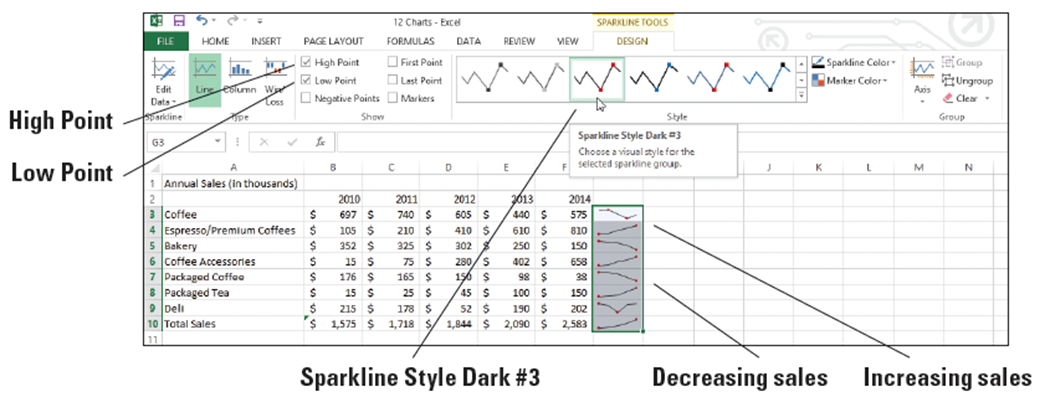 12 Charts - Excel
SPARKLINE TOOLS
FILE HOME INSERT PAGE LAYOUT FORMULAS DATA REVIEW VIEW DESIGN
High Point First Point
Low Point Last Point
Negative Points Markers
Edit Data
Line Column Win/ Loss
Sparkline Type Show Style Group
Sparkline Color
Marker Color
Axis
Group
Ungroup
Clear
High Point
Low Point
Sparkline Style Dark #3
Choose a visual style for the
selected sparkline group.
G3 fx
A B C D E F J K L M N
1 Annual Sales (in thousands)
2 2010 2011 2012 2013 2014
3 Coffee $ 697 $ 740 $ 605 $ 440 $ 575
4 Espresso/Premium Coffees $ 105 $ 210 $ 410 $ 610 $ 810
5 Bakery $ 352 $ 325 $ 302 $ 250 $ 150
6 Coffee Accessories $ 15 $ 75 $ 280 $ 402 $ 658
7 Packaged Coffee $ 176 $ 165 $ 150 $ 98 $ 38
8 Packaged Tea $ 15 $ 25 $ 45 $ 100 $ 150
9 Deli $ 215 $ 178 $ 52 $ 190 $ 202
10 Total Sales $ 1,575 $ 1,718 $ 1,844 $ 2,090 $ 2,583
11
Sparkline Style Dark #3 Decreasing sales Increasing sales